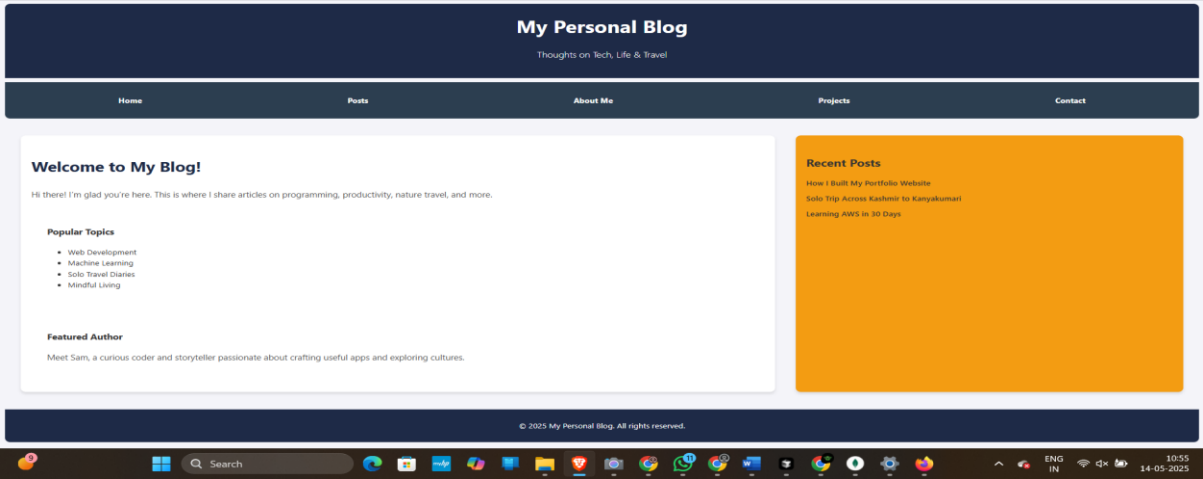 My Personal Blog
Thoughts on Tech, Life & Travel
Home Posts About Me Projects Contact
Welcome to My Blog!
Hi there! I'm glad you're here. This is where I share articles on programming, productivity, nature travel, and more.
Popular Topics
Web Development
Machine Learning
Solo Travel Diaries
Mindful Living
Featured Author
Meet Sam, a curious coder and storyteller passionate about crafting useful apps and exploring cultures.
Recent Posts
How I Built My Portfolio Website
Solo Trip Across Kashmir to Kanyakumari
Learning AWS in 30 Days
© 2025 My Personal Blog. All rights reserved.
9
Search
myhp
11
ENG
IN
10:55
14-05-2025